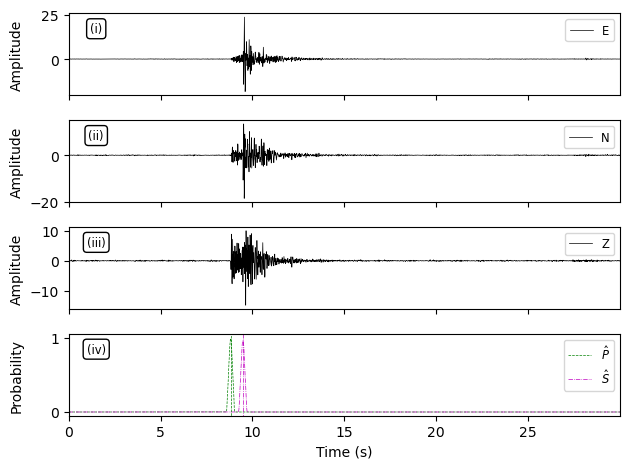 25
(i)
E
Amplitude
0
(ii)
N
Amplitude
0
−20
10
(iii)
Z
Amplitude
0
−10
1
(iv)
P̂
Ŝ
Probability
0
0 5 10 15 20 25
Time (s)